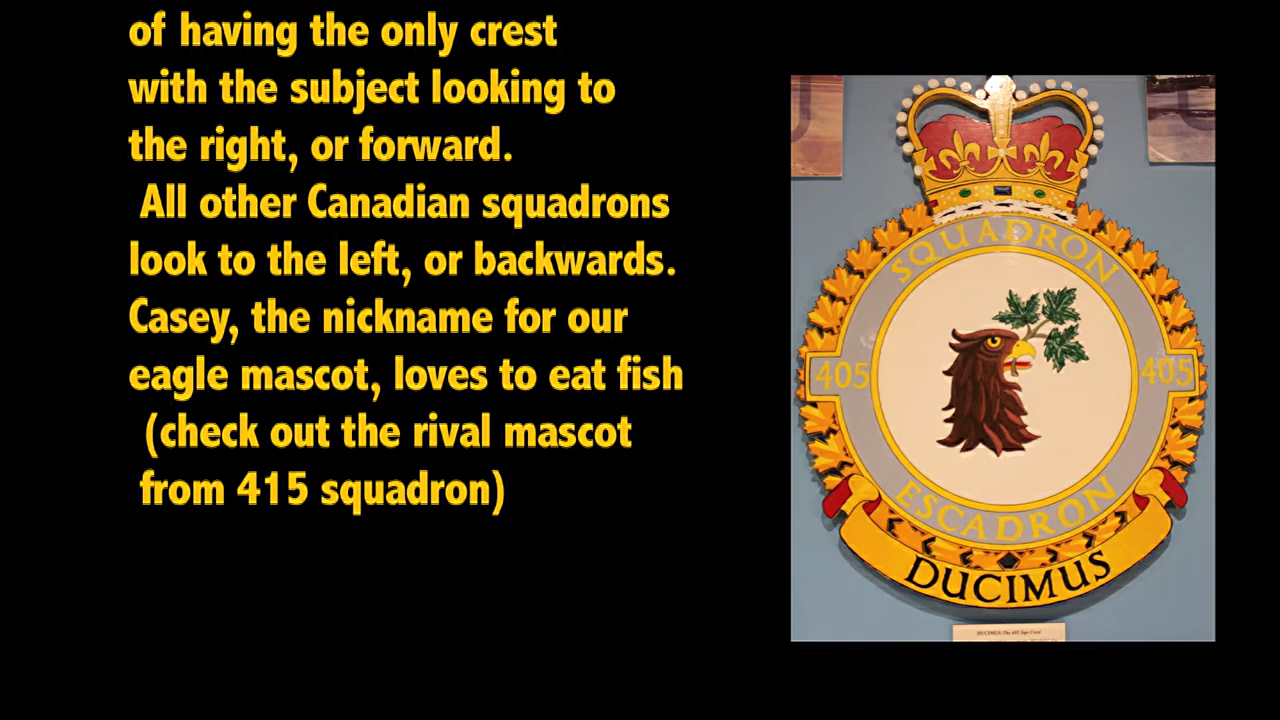 of having the only crest
with the subject looking to
the right, or forward.
All other Canadian squadrons
look to the left, or backwards.
Casey, the nickname for our
eagle mascot, loves to eat fish
(check out the rival mascot
from 415 squadron)
SQUADRON
405
405
ESCADRON
DUCIMUS